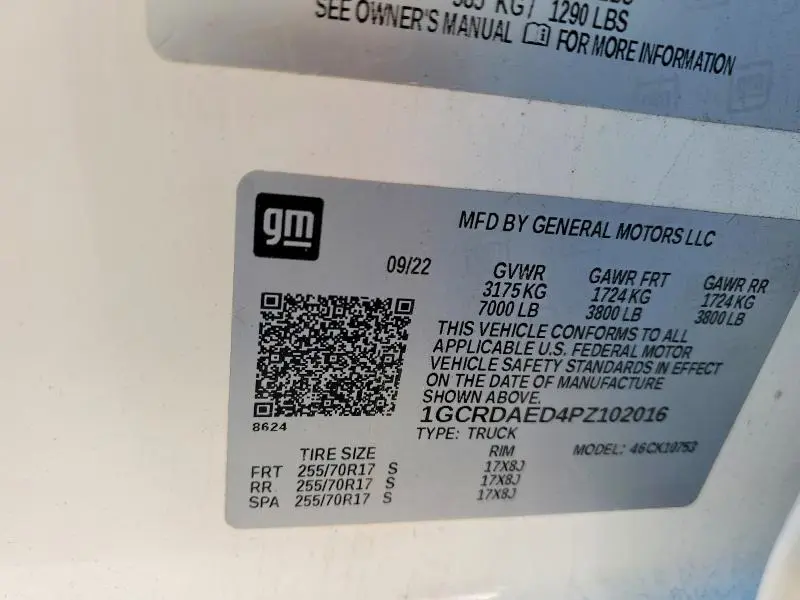 KG / 1290 LBS
SEE OWNER'S MANUAL FOR MORE INFORMATION
gm
MFD BY GENERAL MOTORS LLC
09/22 GVWR GAWR FRT GAWR RR
3175 KG 1724 KG 1724 KG
7000 LB 3800 LB 3800 LB
THIS VEHICLE CONFORMS TO ALL
APPLICABLE U.S. FEDERAL MOTOR
VEHICLE SAFETY STANDARDS IN EFFECT
ON THE DATE OF MANUFACTURE
SHOWN ABOVE.
1GCRDAED4PZ102016
8624
TYPE: TRUCK
TIRE SIZE RIM MODEL: 46CK10753
FRT 255/70R17 S 17X8J
RR 255/70R17 S 17X8J
SPA 255/70R17 S 17X8J